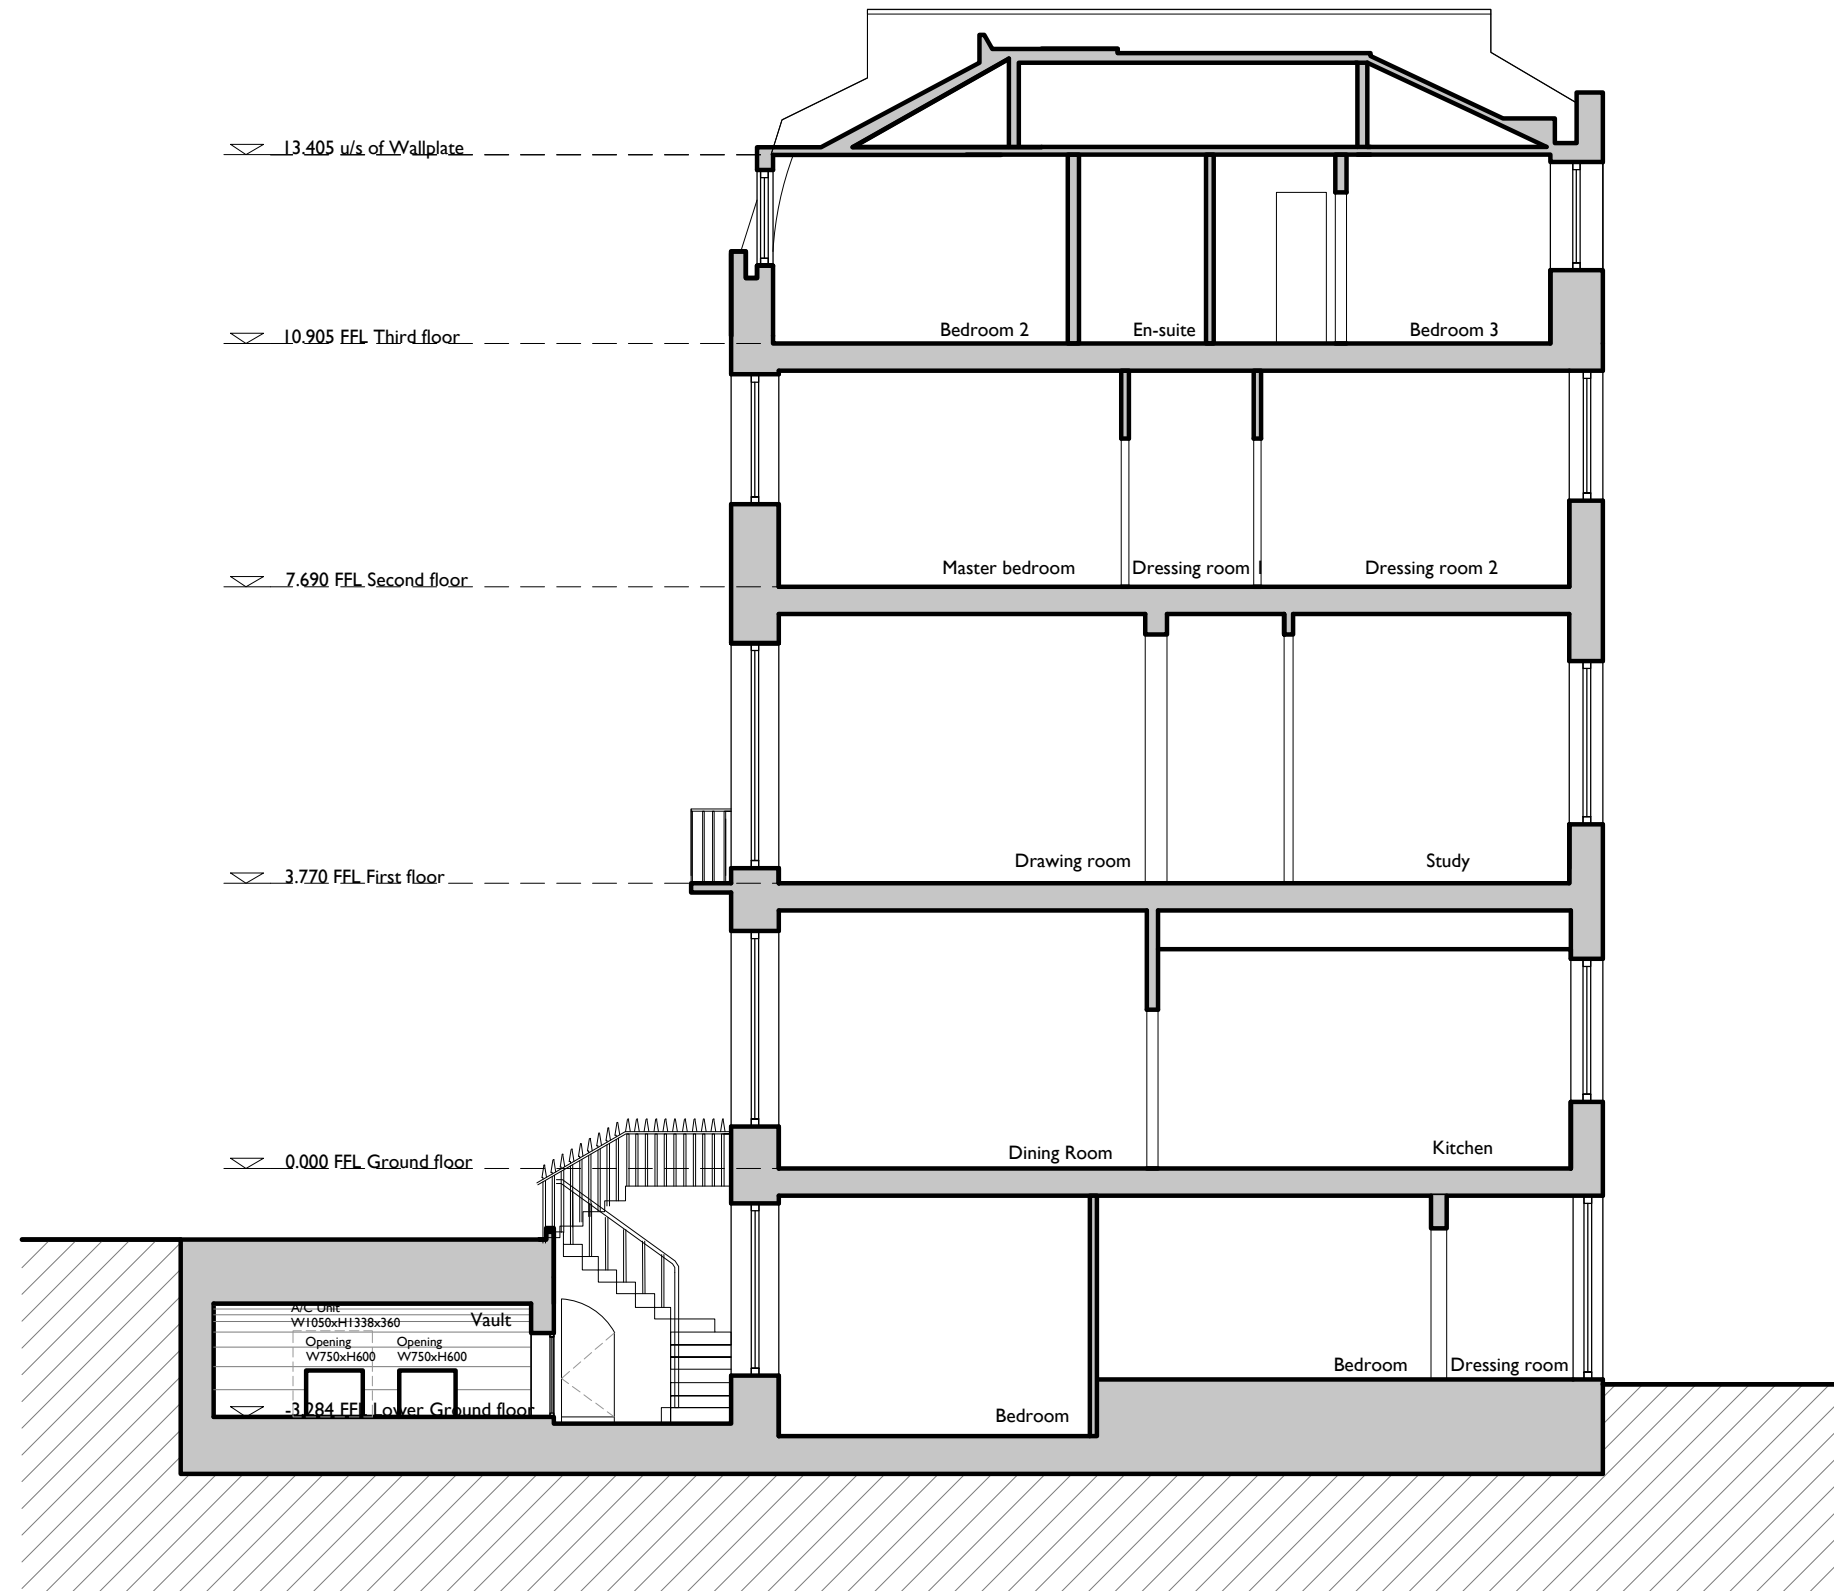 13.405 u/s of Wallplate
10.905 FFL Third floor
Bedroom 2
En-suite
Bedroom 3
7.690 FFL Second floor
Master bedroom
Dressing room 1
Dressing room 2
3.770 FFL First floor
Drawing room
Study
0.000 FFL Ground floor
Dining Room
Kitchen
A/C Unit
W1050xH1338x360
Vault
Opening
W750xH600
Opening
W750xH600
-3.284 FFL Lower Ground floor
Bedroom
Bedroom
Dressing room